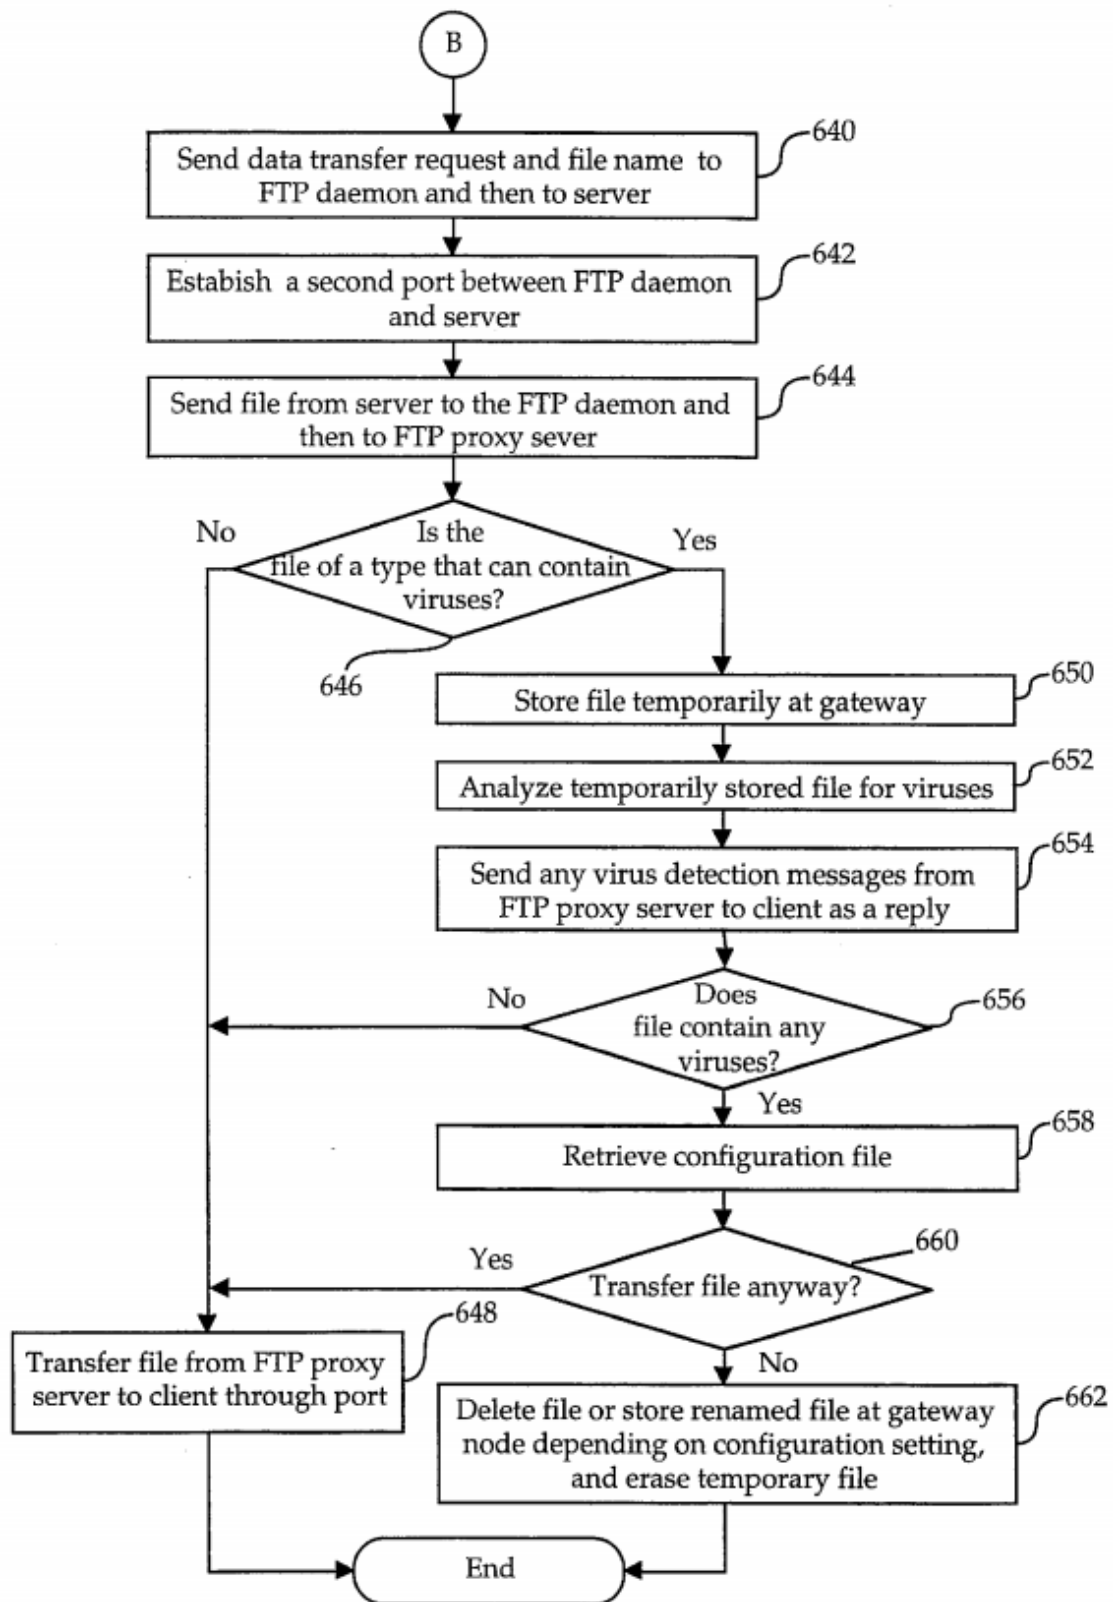 B
640
Send data transfer request and file name to
FTP daemon and then to server
642
Estabish a second port between FTP daemon
and server
644
Send file from server to the FTP daemon and
then to FTP proxy sever
No
Is the
file of a type that can contain
viruses?
Yes
646
650
Store file temporarily at gateway
652
Analyze temporarily stored file for viruses
654
Send any virus detection messages from
FTP proxy server to client as a reply
No
Does
file contain any
viruses?
656
Yes
658
Retrieve configuration file
660
Yes
Transfer file anyway?
648
Transfer file from FTP proxy
server to client through port
No
662
Delete file or store renamed file at gateway
node depending on configuration setting,
and erase temporary file
End